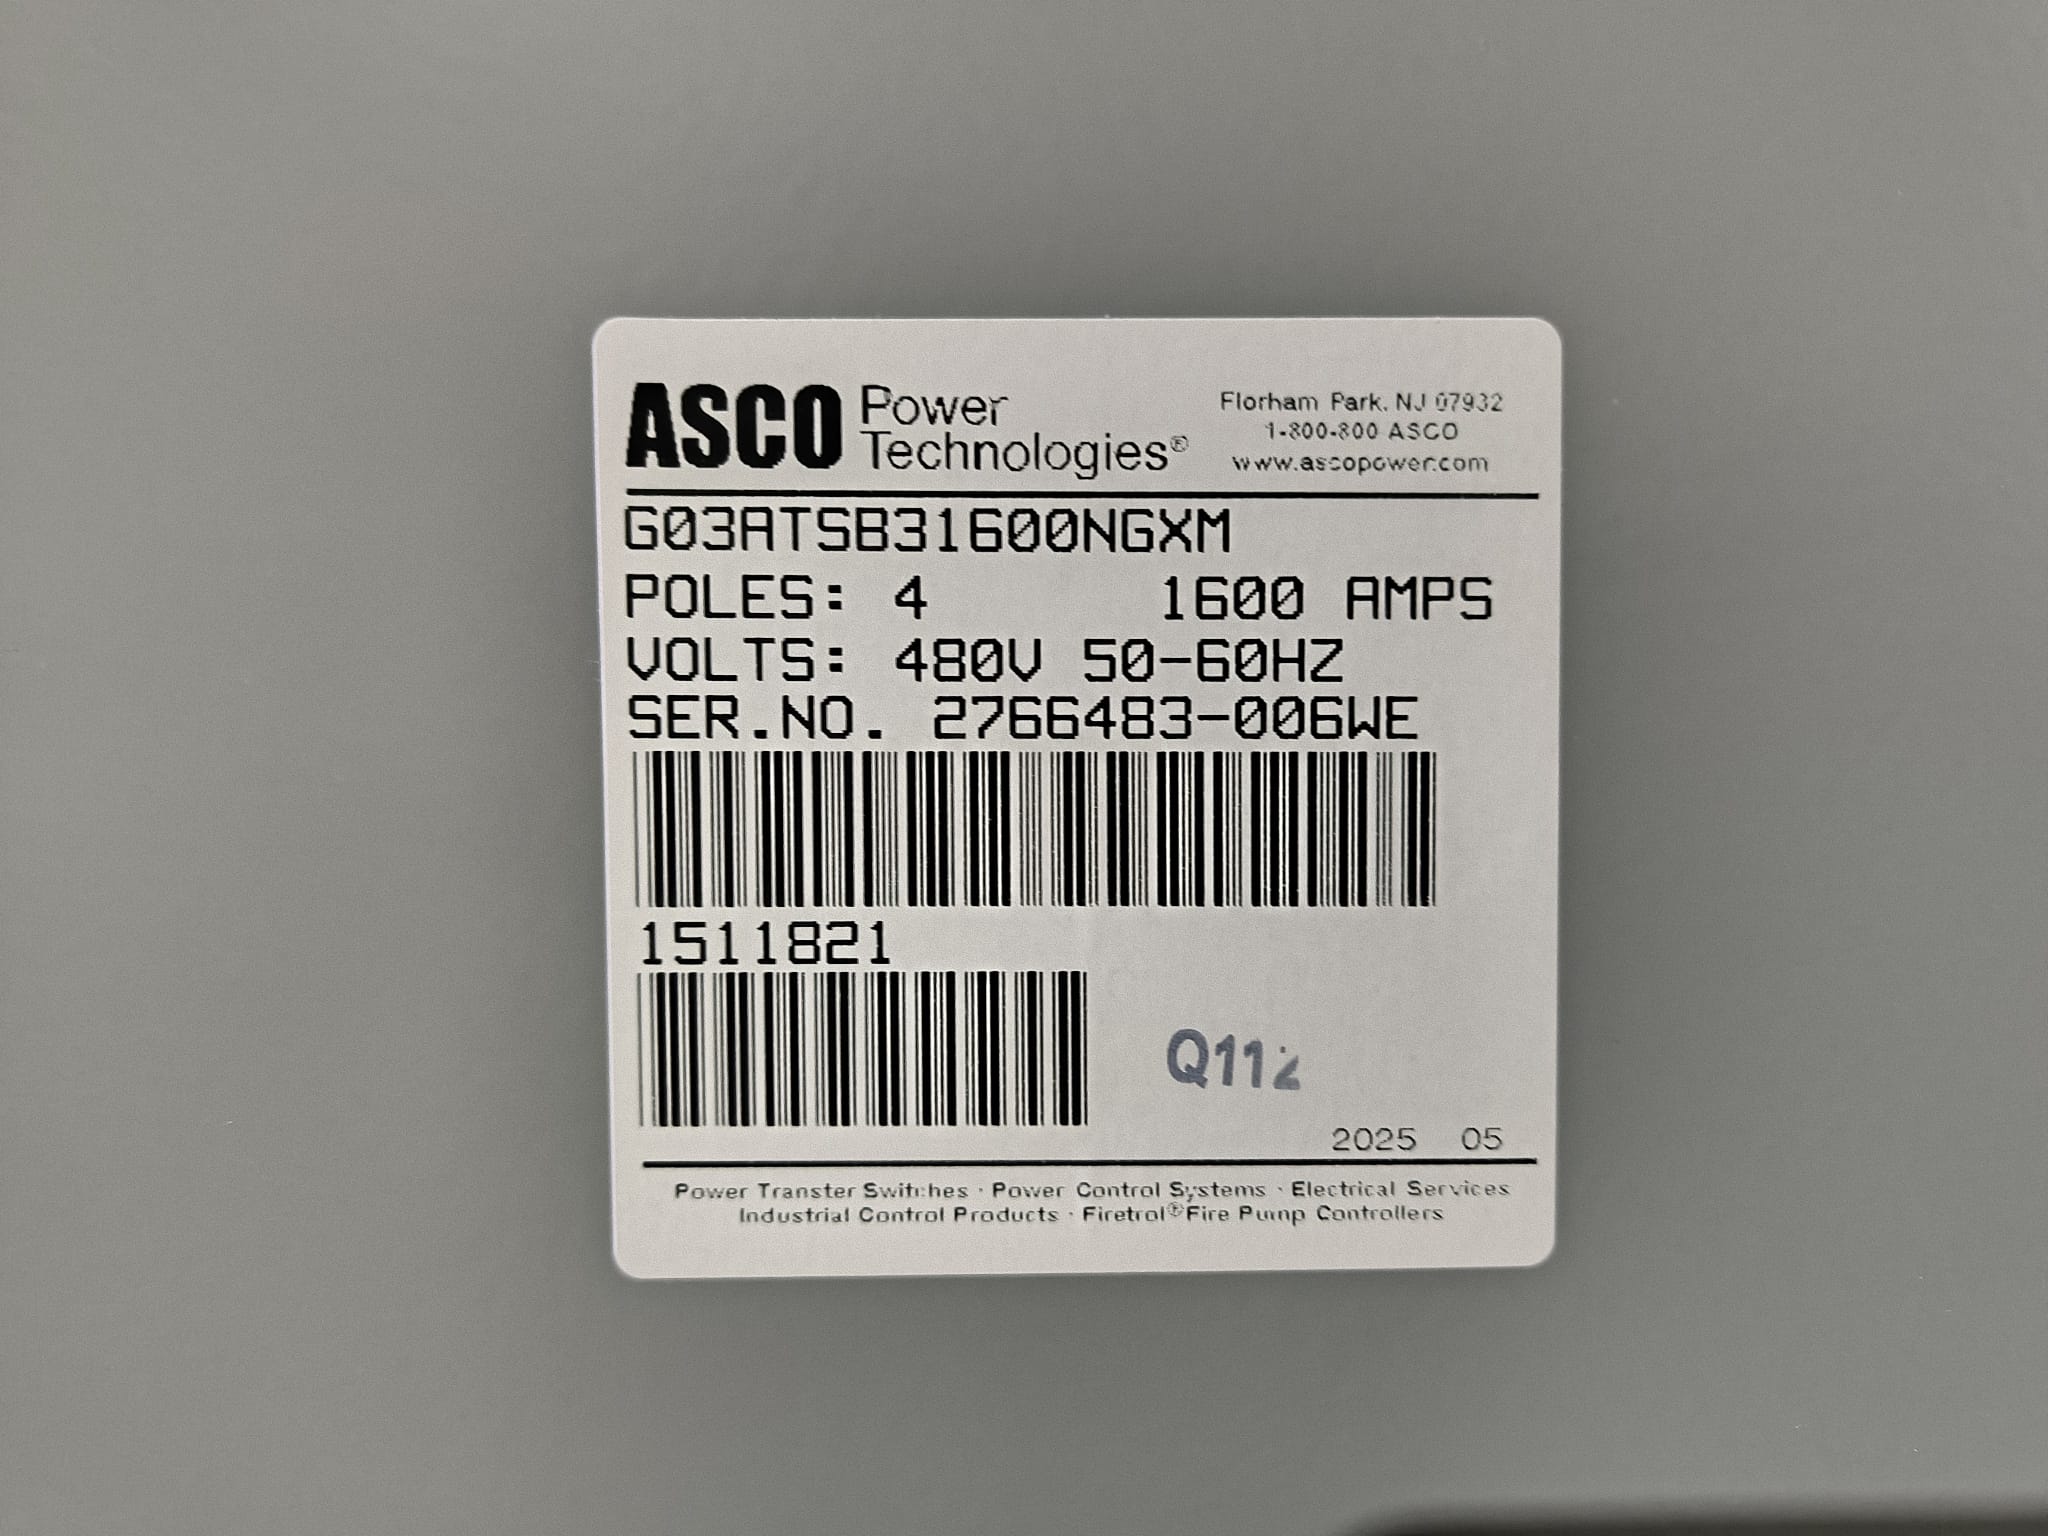 ASCO Power Technologies®
Florham Park, NJ 07932
1-800-800 ASCO
www.ascopower.com
G03ATSB31600NGXM
POLES: 4 1600 AMPS
VOLTS: 480V 50-60HZ
SER.NO. 2766483-006WE
1511821
Q112
2025 05
Power Transfer Switches · Power Control Systems · Electrical Services
Industrial Control Products · Firetrol® Fire Pump Controllers